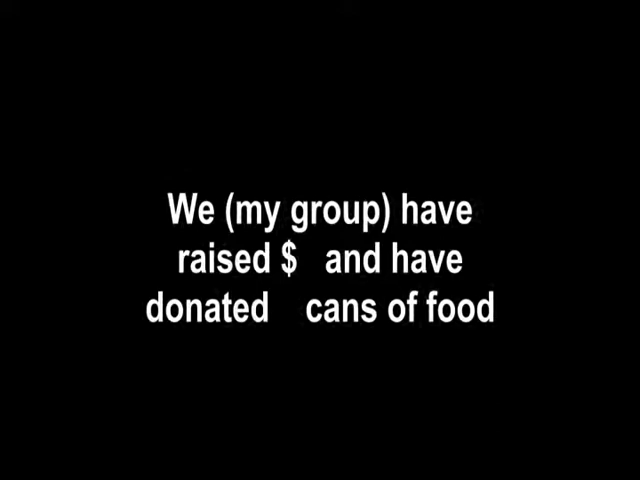 We (my group) have
raised $ and have
donated cans of food